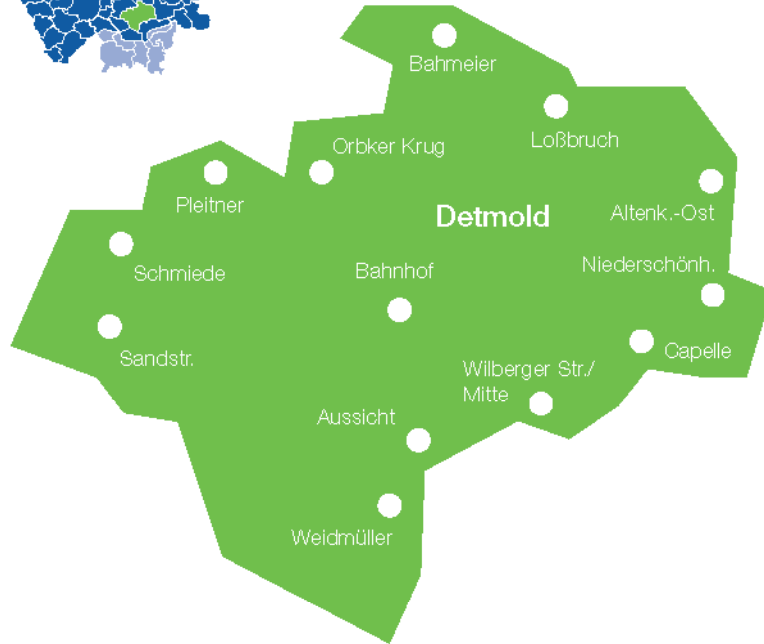 Bahmeier
Loßbruch
Orbker Krug
Pleitner
Detmold
Altenk.-Ost
Schmiede
Bahnhof
Niederschönh.
Sandstr.
Capelle
Wilberger Str./
Mitte
Aussicht
Weidmüller